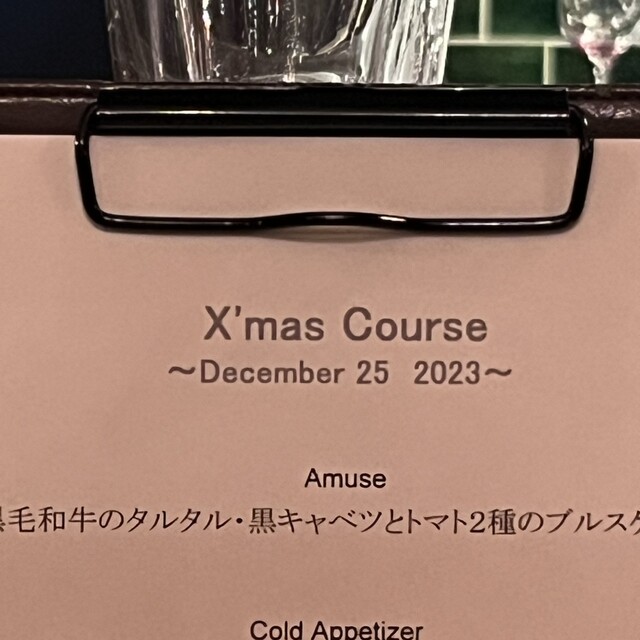 X'mas Course
～December 25 2023～
Amuse
黒毛和牛のタルタル・黒キャベツとトマト2種のブルスケ
Cold Appetizer